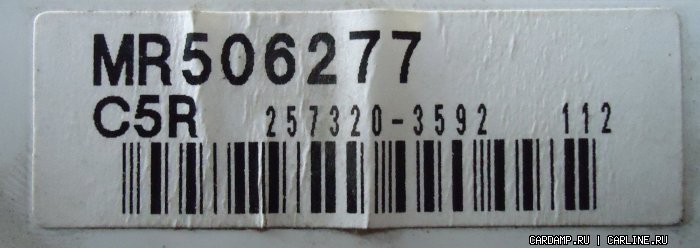 MR506277
C5R 257320-3592 112
CARDAMP.RU | CARLINE.RU